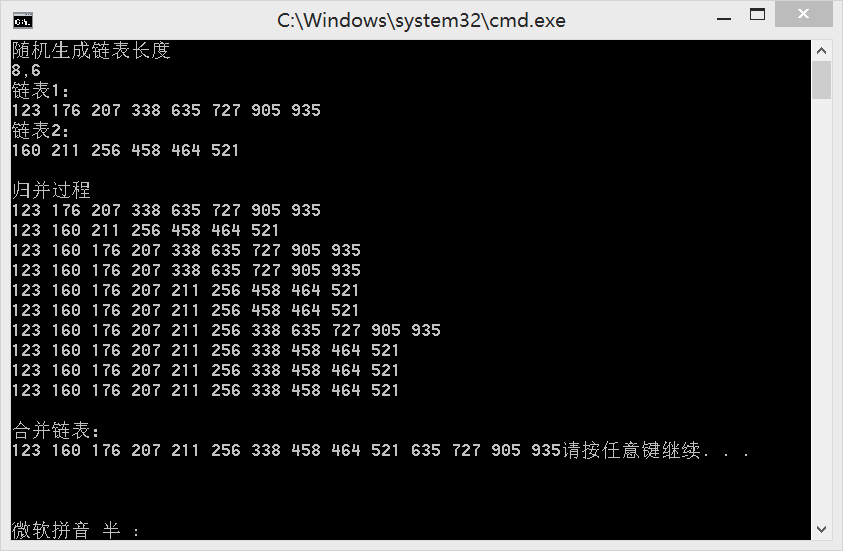 C:\Windows\system32\cmd.exe
随机生成链表长度
8,6
链表1：
123 176 207 338 635 727 905 935
链表2：
160 211 256 458 464 521
归并过程
123 176 207 338 635 727 905 935
123 160 211 256 458 464 521
123 160 176 207 338 635 727 905 935
123 160 176 207 338 635 727 905 935
123 160 176 207 211 256 458 464 521
123 160 176 207 211 256 458 464 521
123 160 176 207 211 256 338 635 727 905 935
123 160 176 207 211 256 338 458 464 521
123 160 176 207 211 256 338 458 464 521
123 160 176 207 211 256 338 458 464 521
合并链表：
123 160 176 207 211 256 338 458 464 521 635 727 905 935请按任意键继续. . .
微软拼音 半 ：